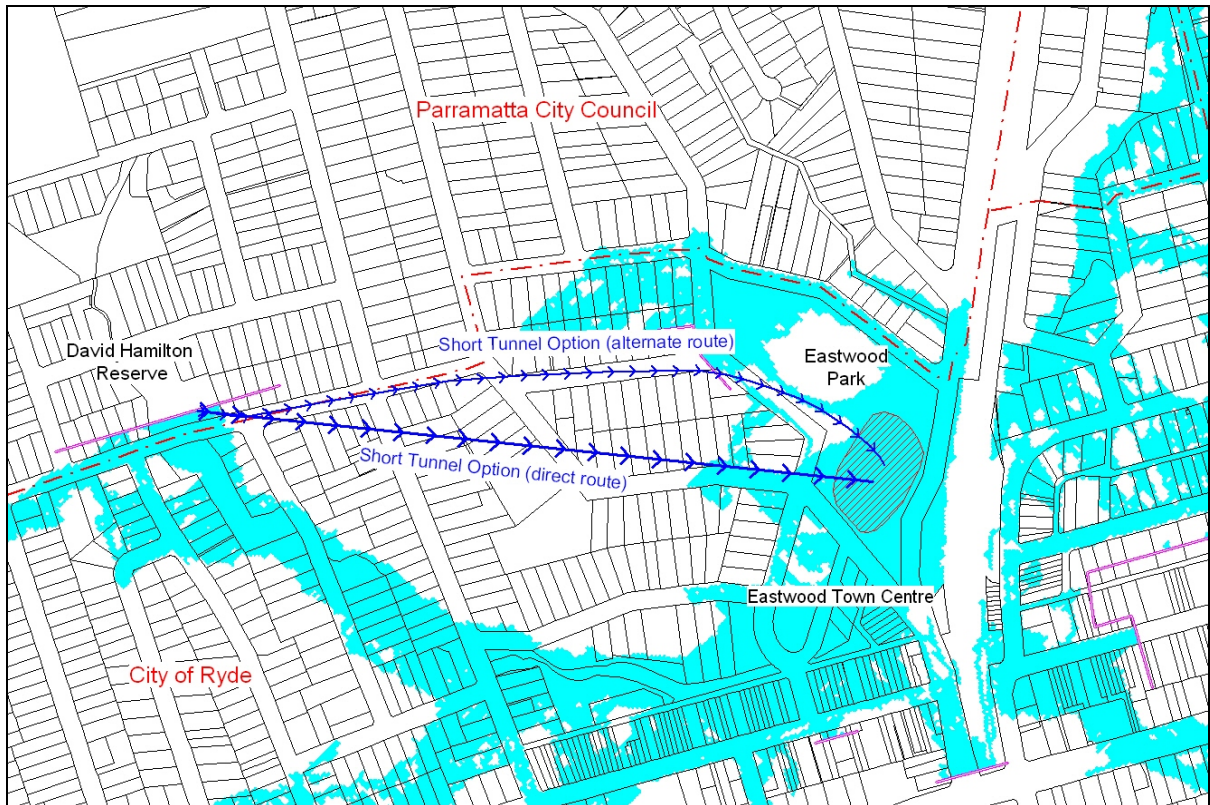 Parramatta City Council
David Hamilton
Reserve
Short Tunnel Option (alternate route)
Eastwood
Park
Short Tunnel Option (direct route)
Eastwood Town Centre
City of Ryde